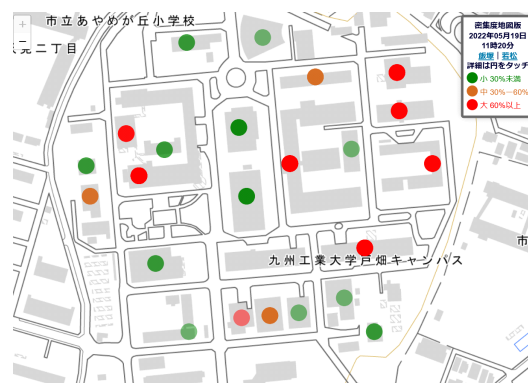 市立あやめが丘小学校
二丁目
密集度地図版
2022年05月19日
11時20分
飯塚 | 若松
詳細は円をタッチ
小 30%未満
中 30%−60%
大 60%以上
市
九州工業大学戸畑キャンパス